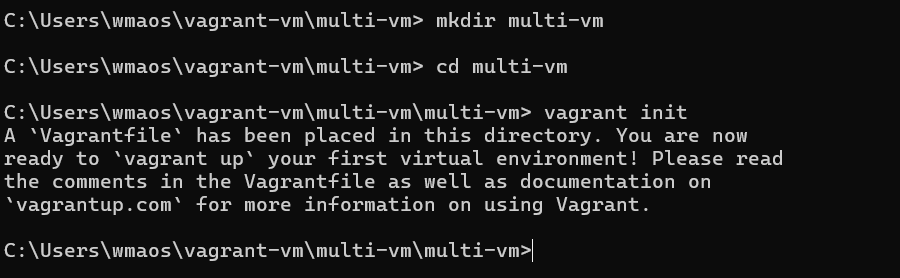 C:\Users\wmaos\vagrant-vm\multi-vm> mkdir multi-vm
C:\Users\wmaos\vagrant-vm\multi-vm> cd multi-vm
C:\Users\wmaos\vagrant-vm\multi-vm\multi-vm> vagrant init
A `Vagrantfile` has been placed in this directory. You are now
ready to `vagrant up` your first virtual environment! Please read
the comments in the Vagrantfile as well as documentation on
`vagrantup.com` for more information on using Vagrant.
C:\Users\wmaos\vagrant-vm\multi-vm\multi-vm>